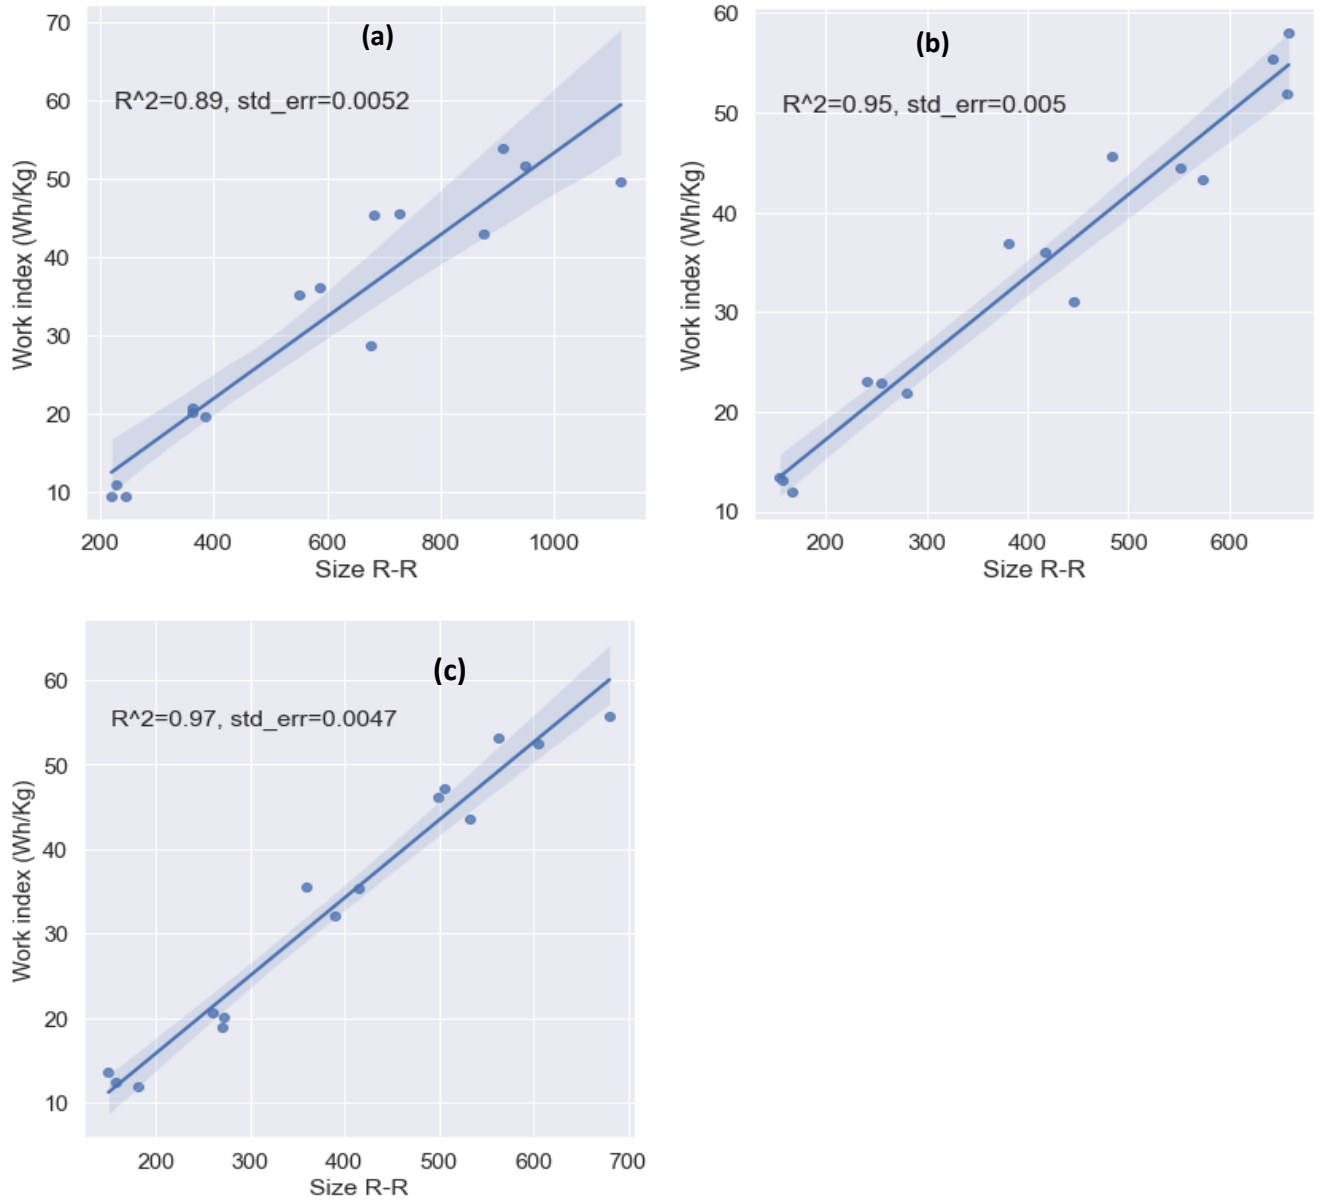 (a)
R^2=0.89, std_err=0.0052
Work index (Wh/Kg)
70
60
50
40
30
20
10
200 400 600 800 1000
Size R-R
(b)
R^2=0.95, std_err=0.005
Work index (Wh/Kg)
60
50
40
30
20
10
200 300 400 500 600
Size R-R
(c)
R^2=0.97, std_err=0.0047
Work index (Wh/Kg)
60
50
40
30
20
10
200 300 400 500 600 700
Size R-R